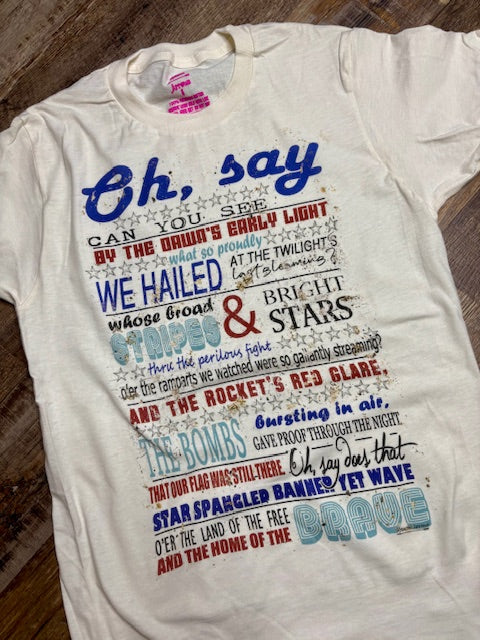 Oh, say
CAN YOU SEE
BY THE DAWN'S EARLY LIGHT
what so proudly
WE HAILED
AT THE TWILIGHT'S
last gleaming?
whose broad
STRIPES
&
BRIGHT
STARS
thru the perilous fight
o'er the ramparts we watched were so gallantly streaming?
AND THE ROCKET'S RED GLARE,
THE BOMBS
bursting in air,
GAVE PROOF THROUGH THE NIGHT
THAT OUR FLAG WAS STILL THERE.
Oh, say does that
STAR SPANGLED BANNER YET WAVE
O'ER THE LAND OF THE FREE
AND THE HOME OF THE
BRAVE